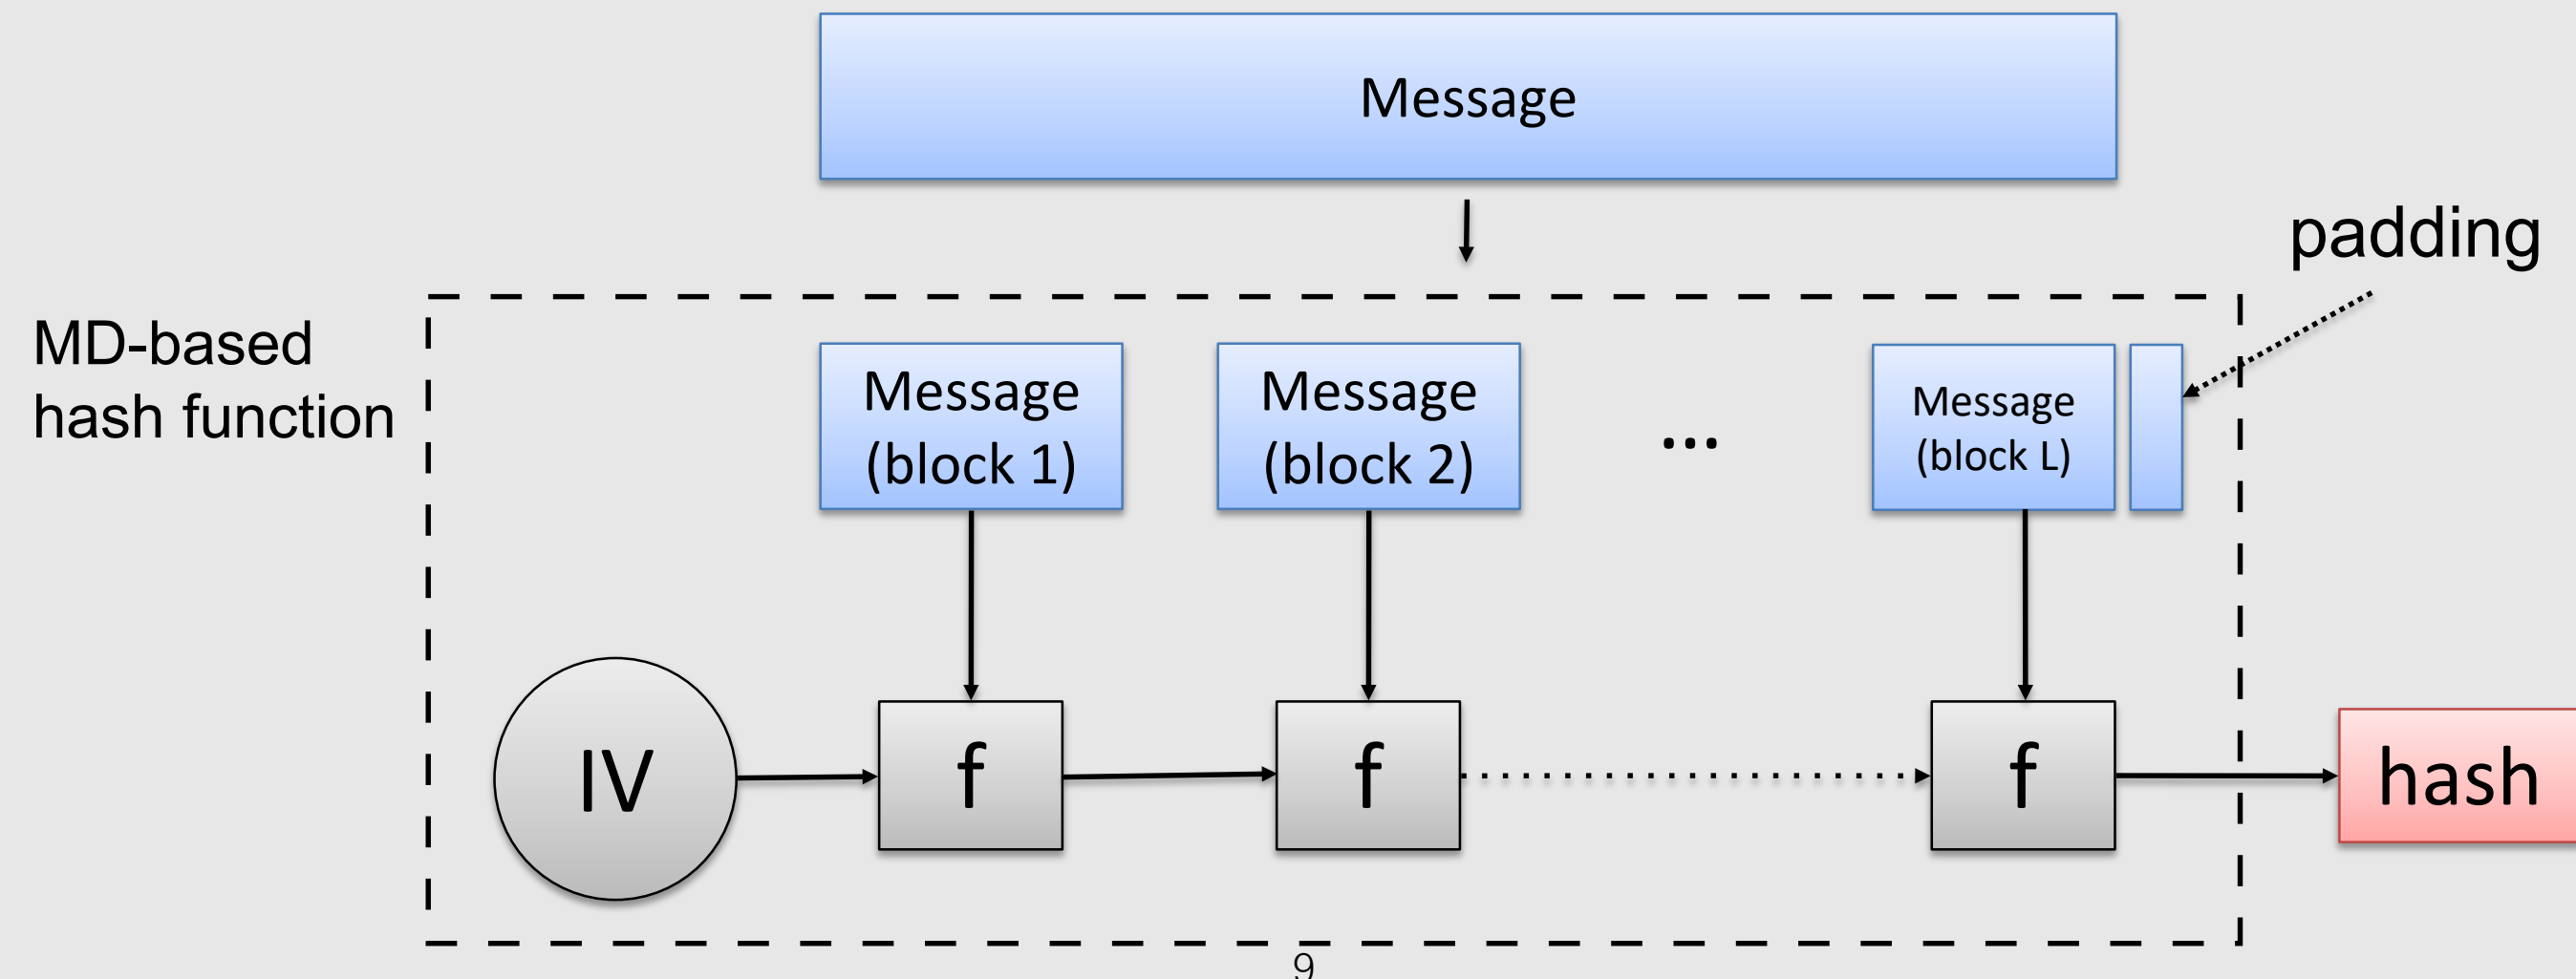 Message
padding
MD-based
hash function
Message
(block 1)
Message
(block 2)
...
Message
(block L)
IV
f
f
f
hash
9